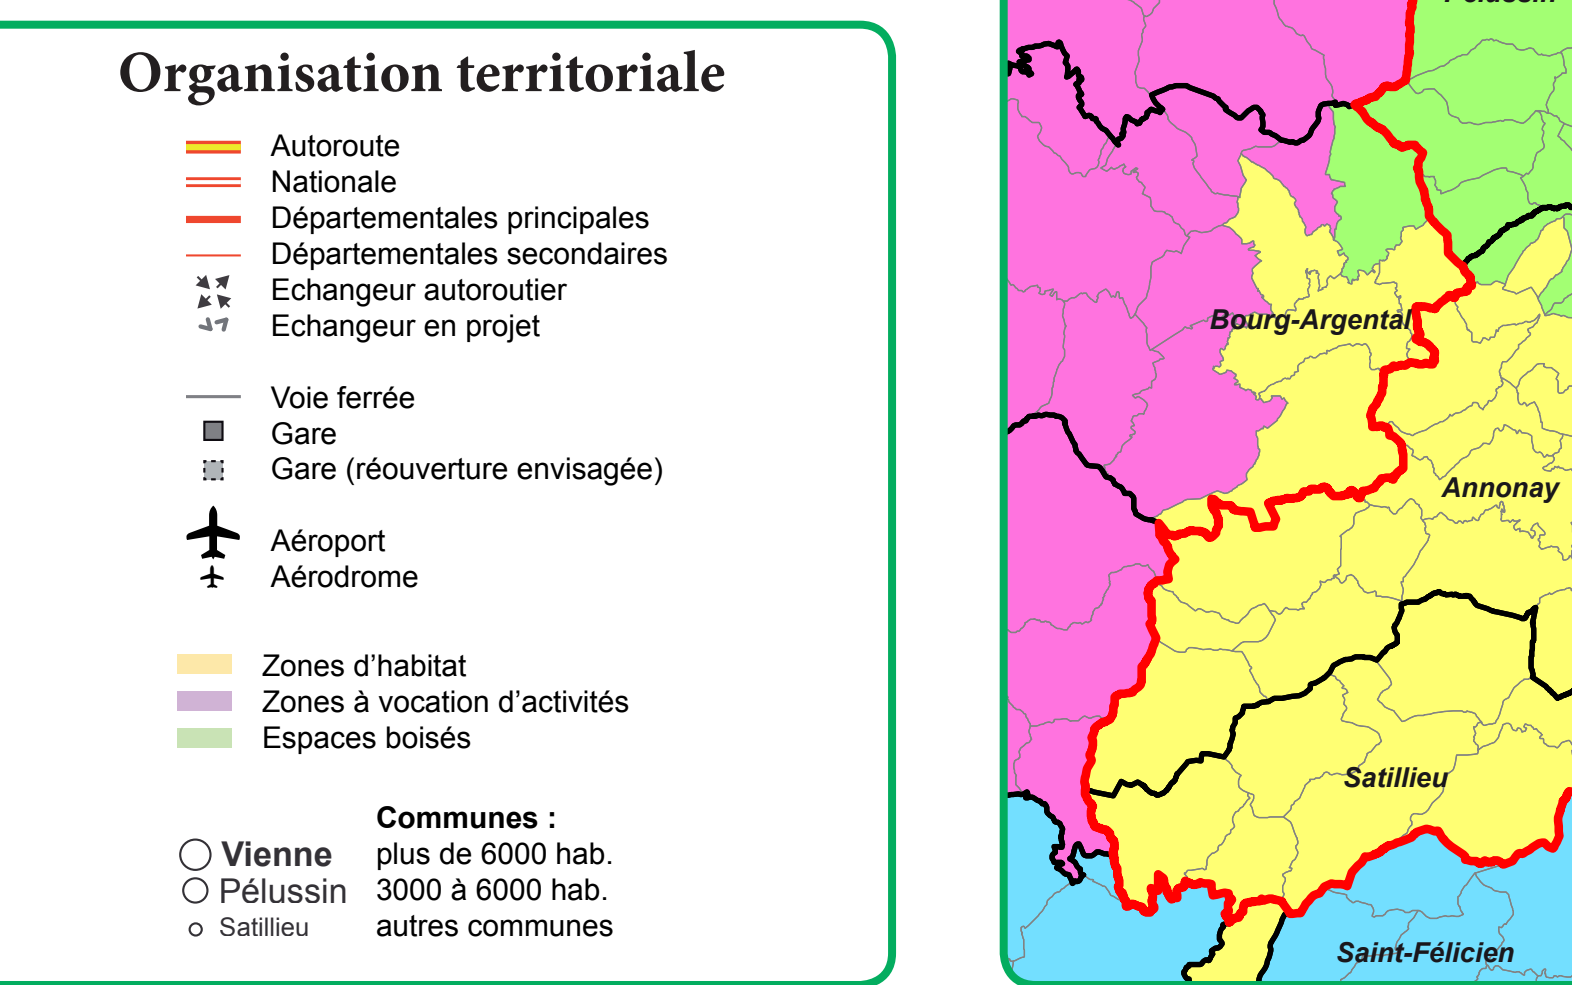 Organisation territoriale
Autoroute
Nationale
Départementales principales
Départementales secondaires
Echangeur autoroutier
Echangeur en projet
Voie ferrée
Gare
Gare (réouverture envisagée)
Aéroport
Aérodrome
Zones d’habitat
Zones à vocation d’activités
Espaces boisés
Communes :
Vienne plus de 6000 hab.
Pélussin 3000 à 6000 hab.
Satillieu autres communes
Pélussin
Bourg-Argental
Annonay
Satillieu
Saint-Félicien